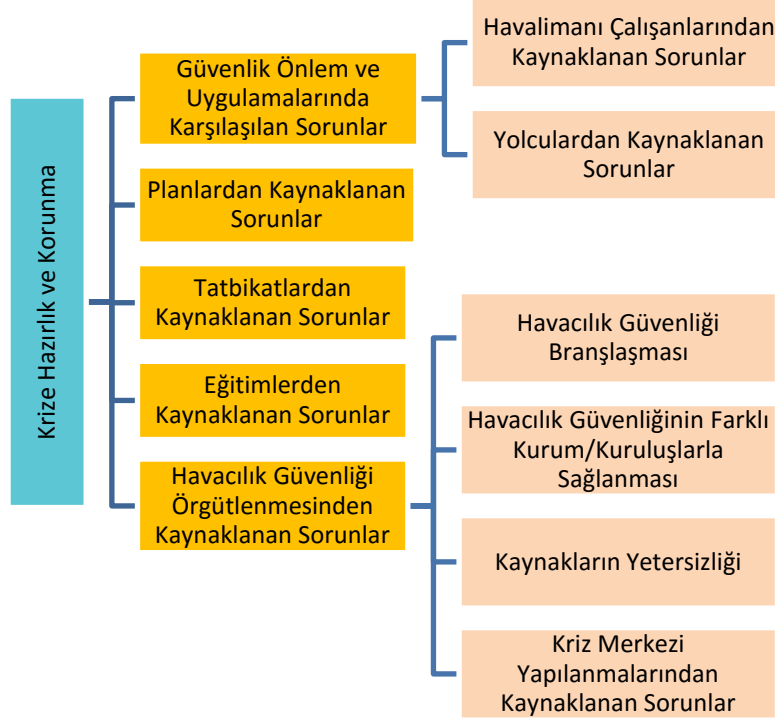 Krize Hazırlık ve Korunma
Güvenlik Önlem ve
Uygulamalarında
Karşılaşılan Sorunlar
Havalimanı Çalışanlarından
Kaynaklanan Sorunlar
Yolculardan Kaynaklanan
Sorunlar
Planlardan Kaynaklanan
Sorunlar
Tatbikatlardan
Kaynaklanan Sorunlar
Eğitimlerden
Kaynaklanan Sorunlar
Havacılık Güvenliği
Örgütlenmesinden
Kaynaklanan Sorunlar
Havacılık Güvenliği
Branşlaşması
Havacılık Güvenliğinin Farklı
Kurum/Kuruluşlarla
Sağlanması
Kaynakların Yetersizliği
Kriz Merkezi
Yapılanmalarından
Kaynaklanan Sorunlar